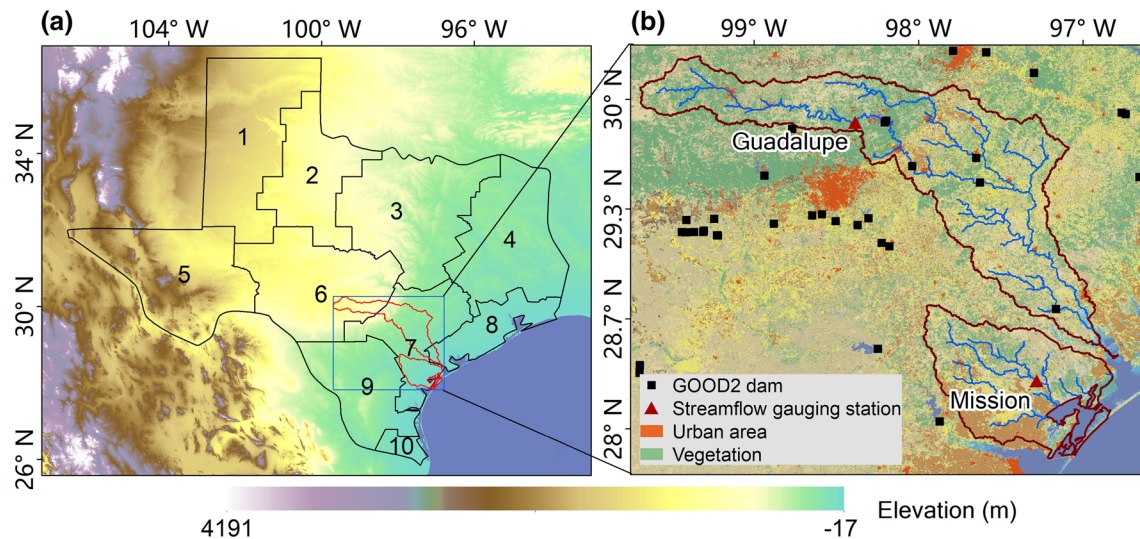 (a)
104° W
100° W
96° W
34° N
30° N
26° N
1
2
3
4
5
6
7
8
9
10
(b)
99° W
98° W
97° W
30° N
29.3° N
28.7° N
28° N
Guadalupe
Mission
GOOD2 dam
Streamflow gauging station
Urban area
Vegetation
4191
-17
Elevation (m)